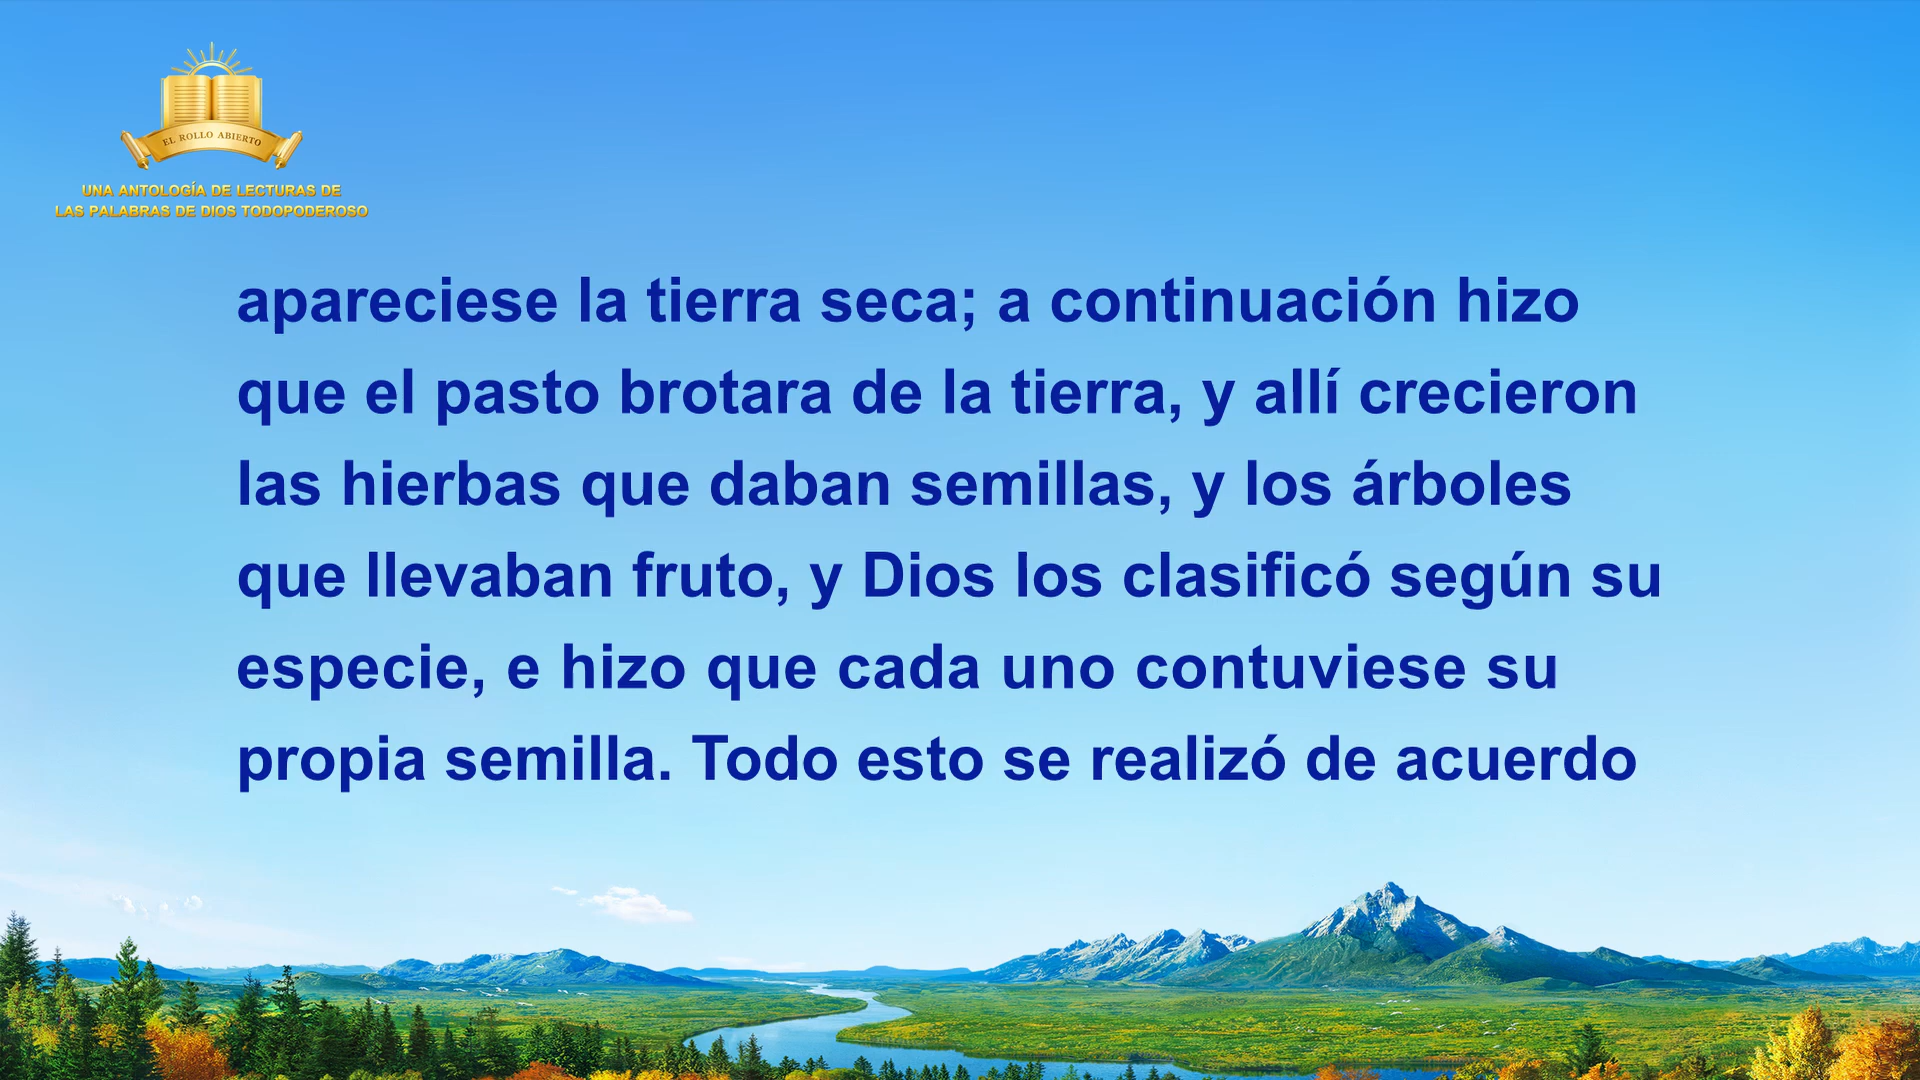 EL ROLLO ABIERTO
UNA ANTOLOGÍA DE LECTURAS DE
LAS PALABRAS DE DIOS TODOPODEROSO
apareciese la tierra seca; a continuación hizo
que el pasto brotara de la tierra, y allí crecieron
las hierbas que daban semillas, y los árboles
que llevaban fruto, y Dios los clasificó según su
especie, e hizo que cada uno contuviese su
propia semilla. Todo esto se realizó de acuerdo